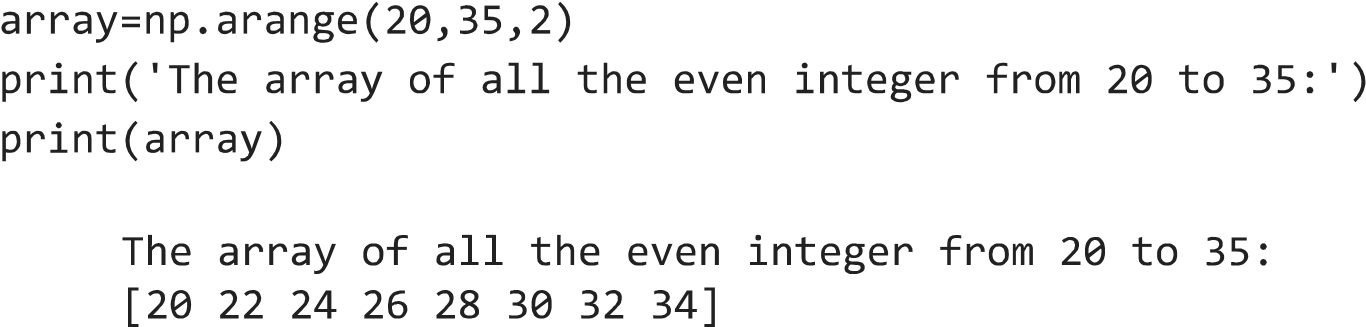 array=np.arange(20,35,2)
print('The array of all the even integer from 20 to 35:')
print(array)
The array of all the even integer from 20 to 35:
[20 22 24 26 28 30 32 34]